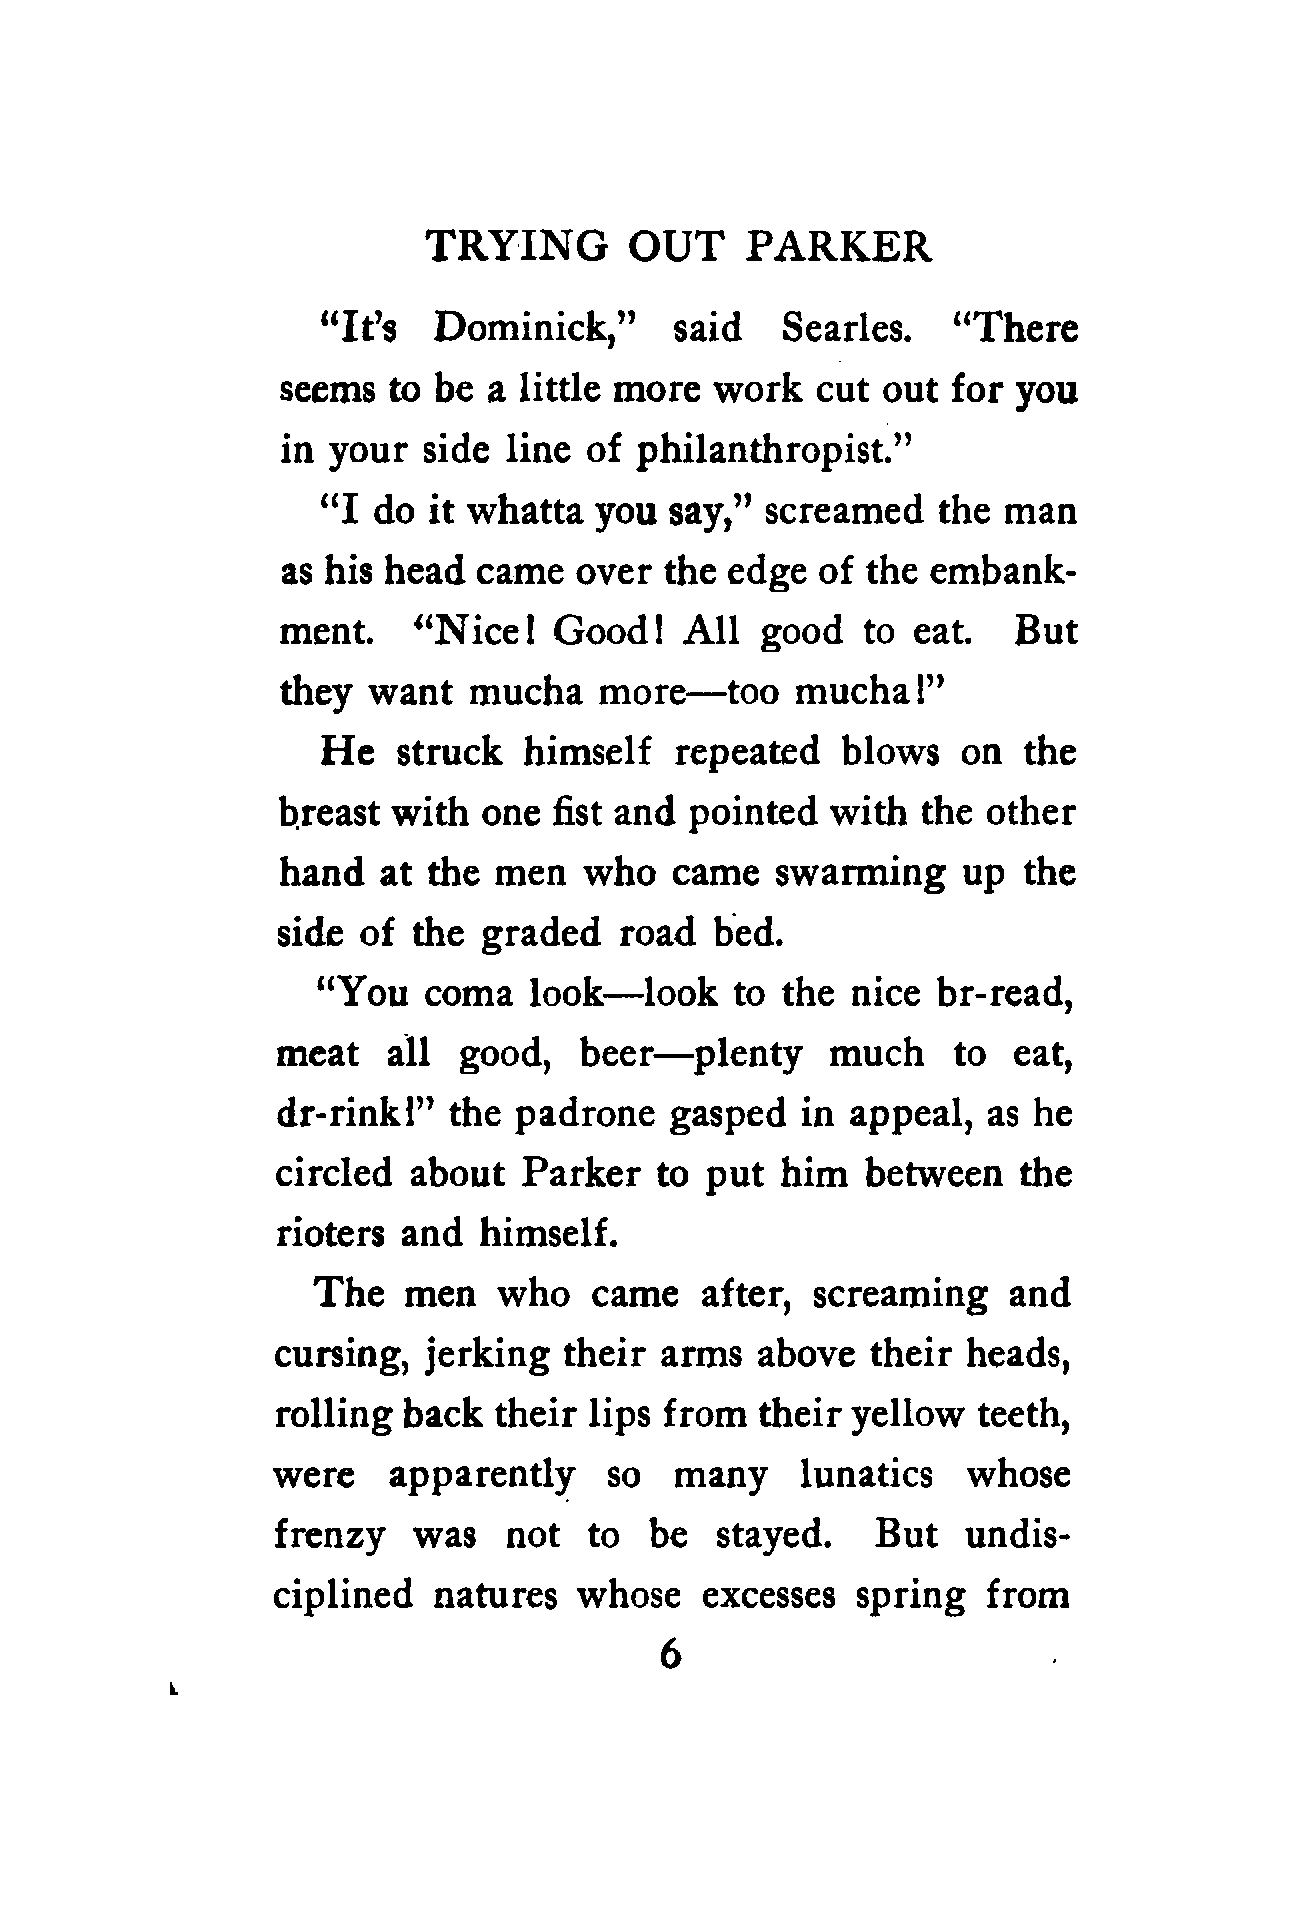 TRYING OUT PARKER
“It’s Dominick,” said Searles. “There
seems to be a little more work cut out for you
in your side line of philanthropist.”
“I do it whatta you say,” screamed the man
as his head came over the edge of the embank-
ment. “Nice! Good! All good to eat. But
they want mucha more—too mucha!”
He struck himself repeated blows on the
breast with one fist and pointed with the other
hand at the men who came swarming up the
side of the graded road bed.
“You coma look—look to the nice br-read,
meat all good, beer—plenty much to eat,
dr-rink!” the padrone gasped in appeal, as he
circled about Parker to put him between the
rioters and himself.
The men who came after, screaming and
cursing, jerking their arms above their heads,
rolling back their lips from their yellow teeth,
were apparently so many lunatics whose
frenzy was not to be stayed. But undis-
ciplined natures whose excesses spring from
6